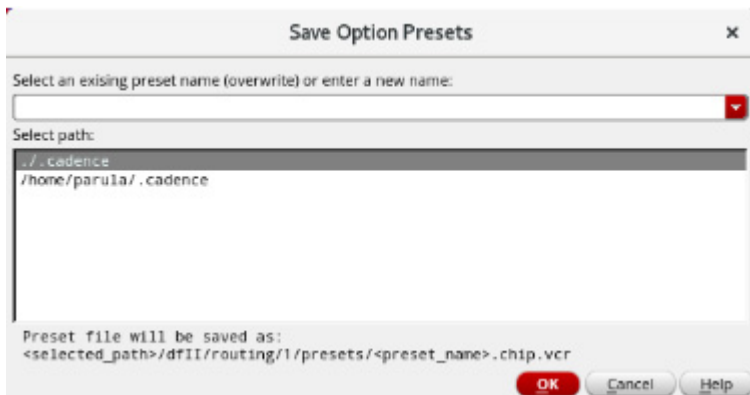 Save Option Presets
Select an exising preset name (overwrite) or enter a new name:
Select path:
./.cadence
/home/parula/.cadence
Preset file will be saved as:
<selected_path>/dfII/routing/1/presets/<preset_name>.chip.vcr
OK Cancel Help